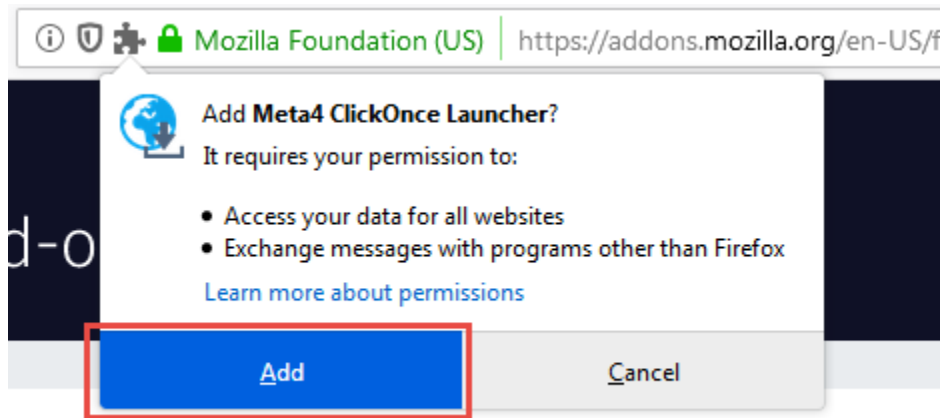 Mozilla Foundation (US) https://addons.mozilla.org/en-US/f
Add Meta4 ClickOnce Launcher?
It requires your permission to:
• Access your data for all websites
d-o
• Exchange messages with programs other than Firefox
Learn more about permissions
Add Cancel